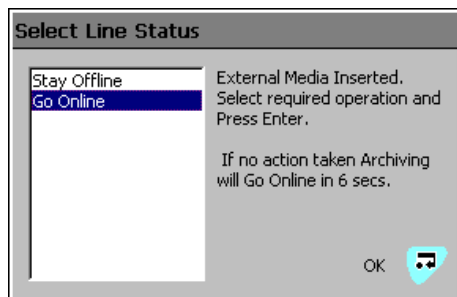 Select Line Status
Stay Offline
Go Online
External Media Inserted.
Select required operation and
Press Enter.
If no action taken Archiving
will Go Online in 6 secs.
OK